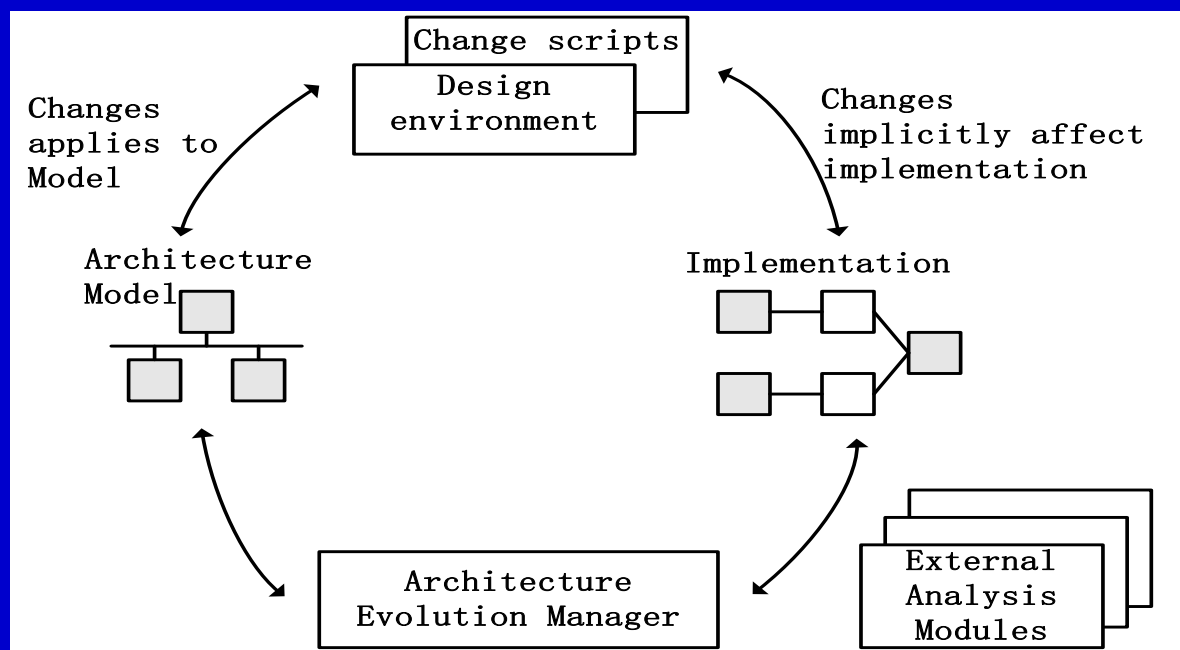 Change scripts
Design
environment
Changes
applies to
Model
Changes
implicitly affect
implementation
Architecture
Model
Implementation
Architecture
Evolution Manager
External
Analysis
Modules